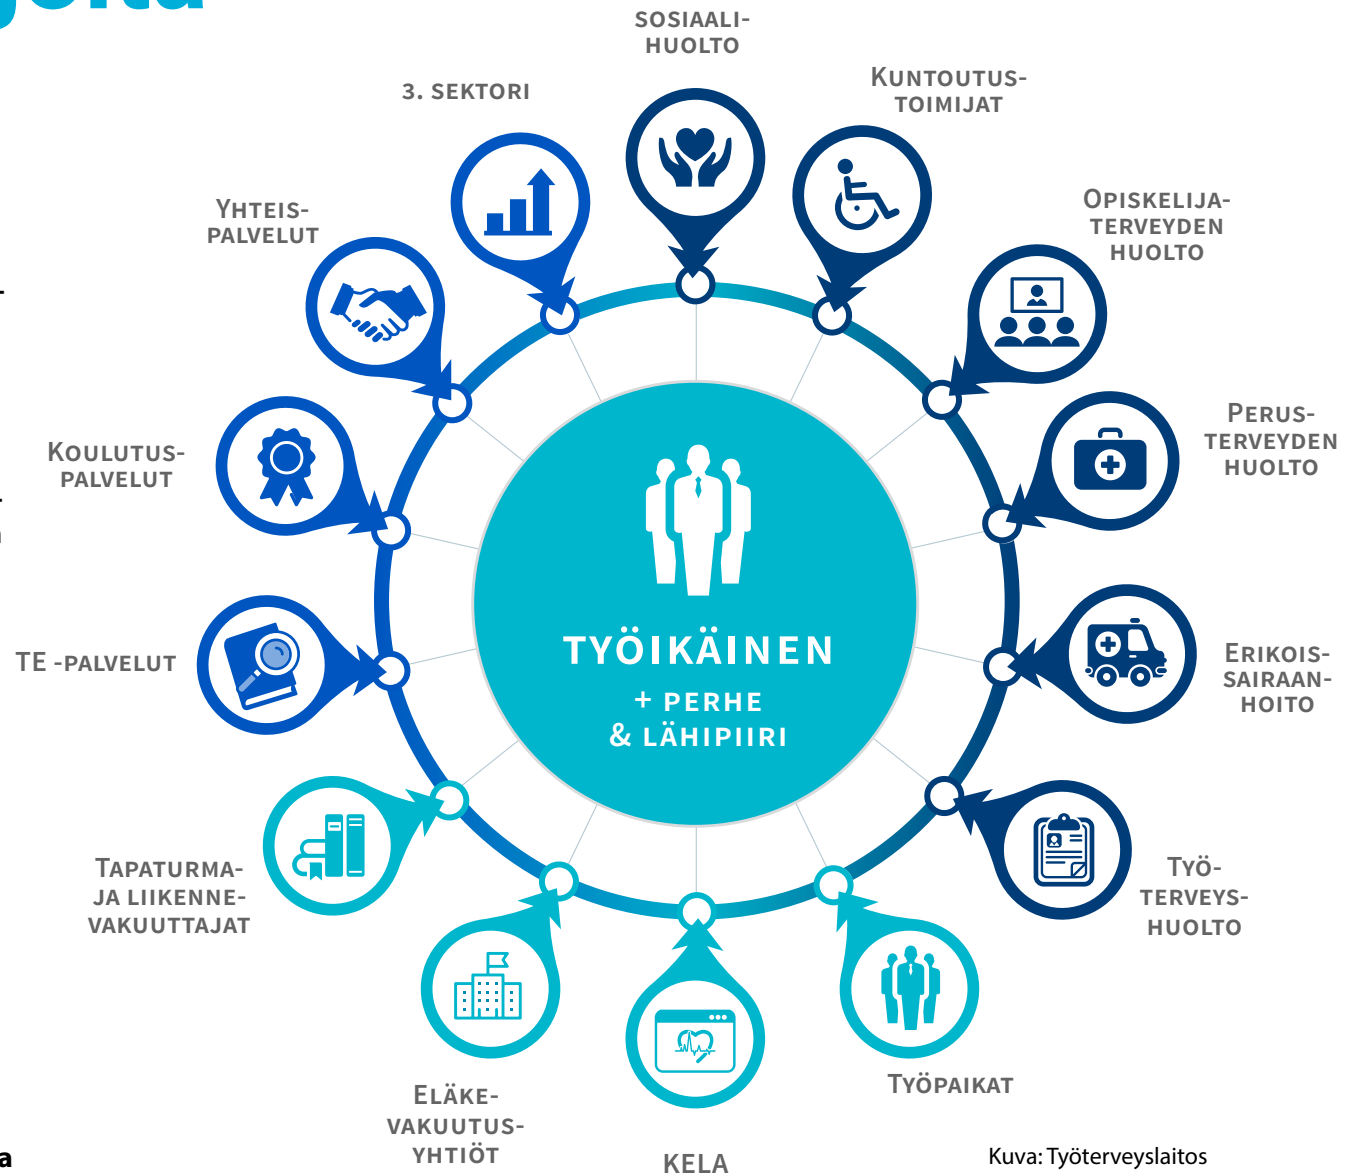 SOSIAALI-
HUOLTO
KUNTOUTUS-
TOIMIJAT
3. SEKTORI
OPISKELIJA-
TERVEYDEN
HUOLTO
YHTEIS-
PALVELUT
PERUS-
TERVEYDEN
HUOLTO
KOULUTUS-
PALVELUT
TYÖIKÄINEN
+ PERHE
& LÄHIPIIRI
TE -PALVELUT
ERIKOIS-
SAIRAAN-
HOITO
TAPATURMA-
JA LIIKENNE-
VAKUUTTAJAT
TYÖ-
TERVEYS-
HUOLTO
TYÖPAIKAT
ELÄKE-
VAKUUTUS-
YHTIÖT
KELA
Kuva: Työterveyslaitos